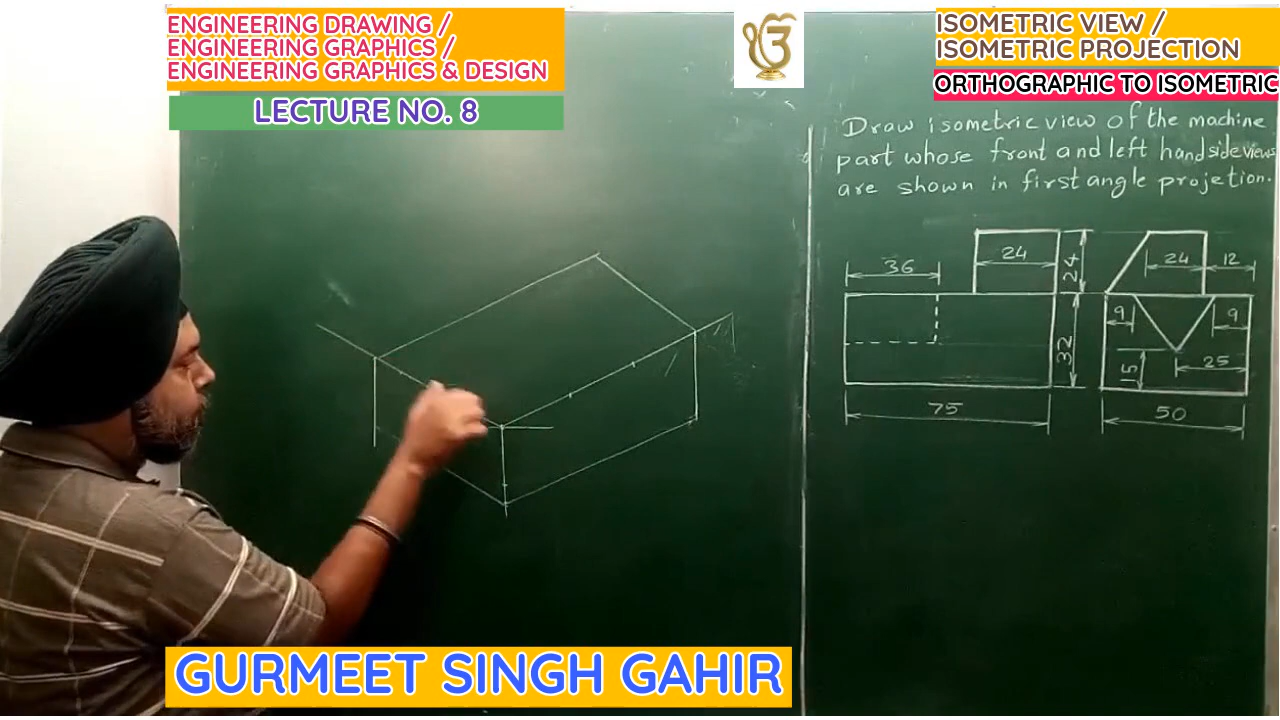 ENGINEERING DRAWING /
ENGINEERING GRAPHICS /
ENGINEERING GRAPHICS & DESIGN
LECTURE NO. 8
ੴ
ISOMETRIC VIEW /
ISOMETRIC PROJECTION
ORTHOGRAPHIC TO ISOMETRIC
Draw isometric view of the machine
part whose front and left hand side views
are shown in first angle projetion.
36
24
24
24
12
9
9
32
15
25
75
50
GURMEET SINGH GAHIR